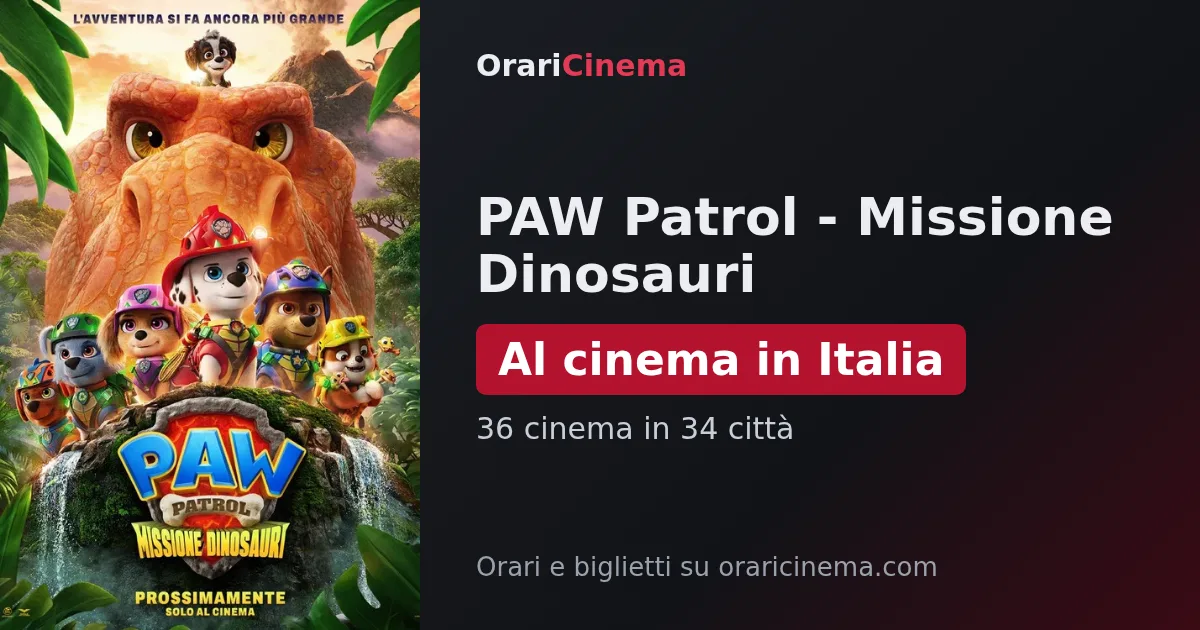 L'AVVENTURA SI FA ANCORA PIÙ GRANDE
PAW
PATROL
MISSIONE DINOSAURI
PROSSIMAMENTE
SOLO AL CINEMA
OrariCinema
PAW Patrol - Missione
Dinosauri
Al cinema in Italia
36 cinema in 34 città
Orari e biglietti su oraricinema.com